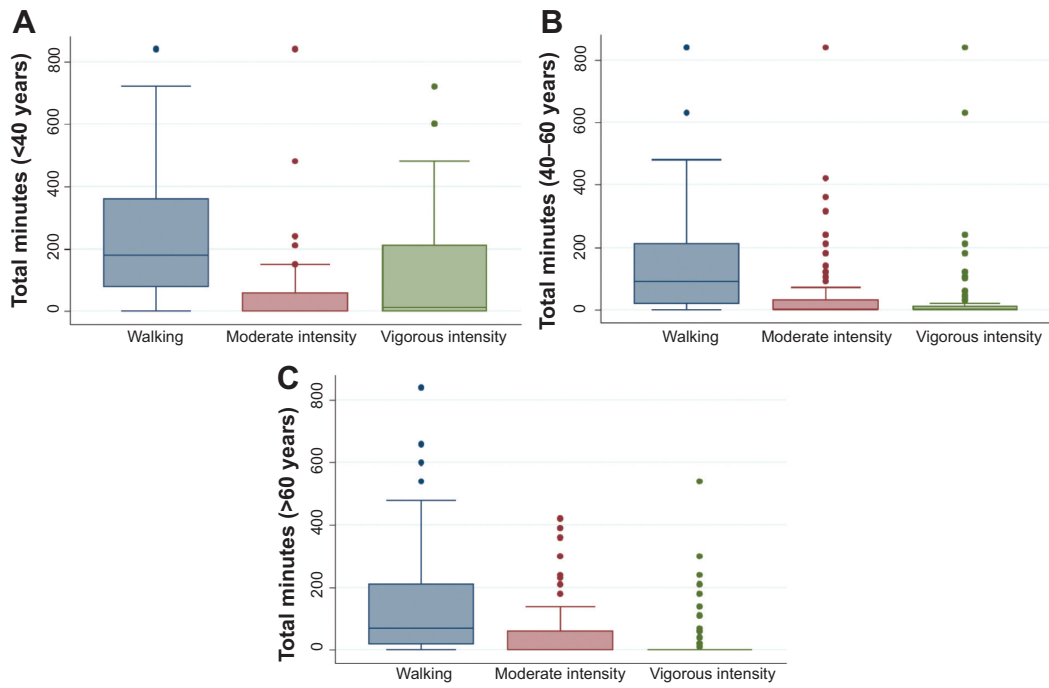 A
Total minutes (<40 years)
800
600
400
200
0
Walking
Moderate intensity
Vigorous intensity
B
Total minutes (40–60 years)
800
600
400
200
0
Walking
Moderate intensity
Vigorous intensity
C
Total minutes (>60 years)
800
600
400
200
0
Walking
Moderate intensity
Vigorous intensity